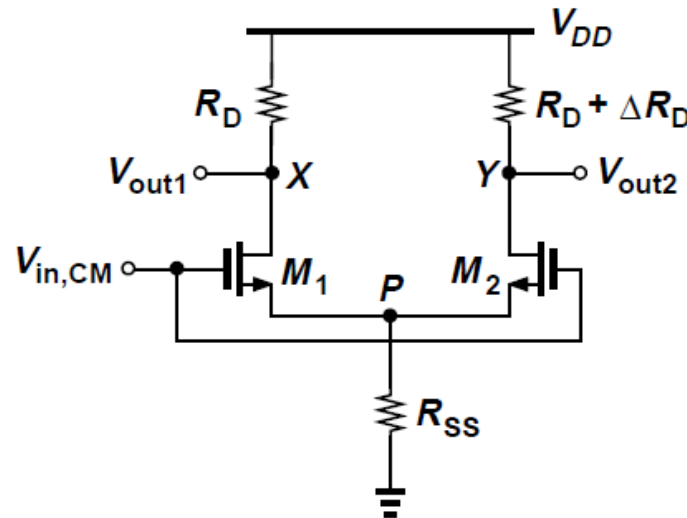 V_DD
R_D
R_D + ΔR_D
V_out1
X
Y
V_out2
V_in,CM
M_1
P
M_2
R_SS